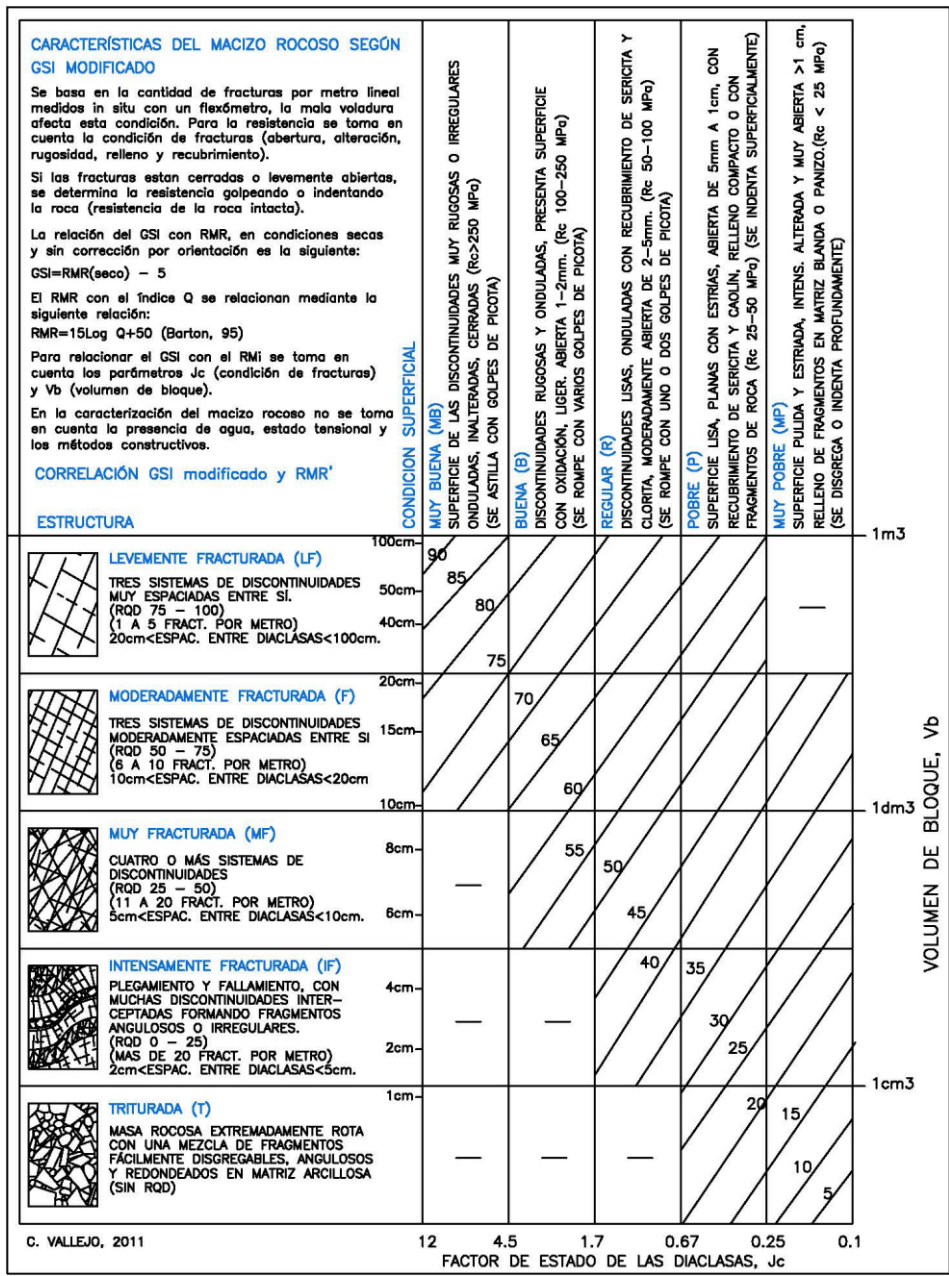 CARACTERÍSTICAS DEL MACIZO ROCOSO SEGÚN
GSI MODIFICADO
Se basa en la cantidad de fracturas por metro lineal
medidos in situ con un flexómetro, la mala voladura
afecta esta condición. Para la resistencia se toma en
cuenta la condición de fracturas (abertura, alteración,
rugosidad, relleno y recubrimiento).
Si las fracturas estan cerradas o levemente abiertas,
se determina la resistencia golpeando o indentando
la roca (resistencia de la roca intacta).
La relación del GSI con RMR, en condiciones secas
y sin corrección por orientación es la siguiente:
GSI=RMR(seco) – 5
El RMR con el índice Q se relacionan mediante la
siguiente relación:
RMR=15Log Q+50 (Barton, 95)
Para relacionar el GSI con el RMi se toma en
cuenta los parámetros Jc (condición de fracturas)
y Vb (volumen de bloque).
En la caracterización del macizo rocoso no se toma
en cuenta la presencia de agua, estado tensional y
los métodos constructivos.
CORRELACIÓN GSI modificado y RMR'
ESTRUCTURA
CONDICION SUPERFICIAL
MUY BUENA (MB)
SUPERFICIE DE LAS DISCONTINUIDADES MUY RUGOSAS O IRREGULARES
ONDULADAS, INALTERADAS, CERRADAS (Rc>250 MPa)
(SE ASTILLA CON GOLPES DE PICOTA)
BUENA (B)
DISCONTINUIDADES RUGOSAS Y ONDULADAS, PRESENTA SUPERFICIE
CON OXIDACIÓN, LIGER. ABIERTA 1–2mm. (Rc 100–250 MPa)
(SE ROMPE CON VARIOS GOLPES DE PICOTA)
REGULAR (R)
DISCONTINUIDADES LISAS, ONDULADAS CON RECUBRIMIENTO DE SERICITA Y
CLORITA, MODERADAMENTE ABIERTA DE 2–5mm. (Rc 50–100 MPa)
(SE ROMPE CON UNO O DOS GOLPES DE PICOTA)
POBRE (P)
SUPERFICIE LISA, PLANAS CON ESTRÍAS, ABIERTA DE 5mm A 1cm, CON
RECUBRIMIENTO DE SERICITA Y CAOLÍN, RELLENO COMPACTO O CON
FRAGMENTOS DE ROCA (Rc 25–50 MPa) (SE INDENTA SUPERFICIALMENTE)
MUY POBRE (MP)
SUPERFICIE PULIDA Y ESTRIADA, INTENS. ALTERADA Y MUY ABIERTA >1 cm,
RELLENO DE FRAGMENTOS EN MATRIZ BLANDA O PANIZO.(Rc < 25 MPa)
(SE DISGREGA O INDENTA PROFUNDAMENTE)
LEVEMENTE FRACTURADA (LF)
TRES SISTEMAS DE DISCONTINUIDADES
MUY ESPACIADAS ENTRE SÍ.
(RQD 75 – 100)
(1 A 5 FRACT. POR METRO)
20cm<ESPAC. ENTRE DIACLASAS<100cm.
100cm
50cm
40cm
90
85
80
75
1m3
MODERADAMENTE FRACTURADA (F)
TRES SISTEMAS DE DISCONTINUIDADES
MODERADAMENTE ESPACIADAS ENTRE SI
(RQD 50 – 75)
(6 A 10 FRACT. POR METRO)
10cm<ESPAC. ENTRE DIACLASAS<20cm
20cm
15cm
10cm
70
65
60
1dm3
MUY FRACTURADA (MF)
CUATRO O MÁS SISTEMAS DE
DISCONTINUIDADES
(RQD 25 – 50)
(11 A 20 FRACT. POR METRO)
5cm<ESPAC. ENTRE DIACLASAS<10cm.
8cm
6cm
55
50
45
INTENSAMENTE FRACTURADA (IF)
PLEGAMIENTO Y FALLAMIENTO, CON
MUCHAS DISCONTINUIDADES INTER–
CEPTADAS FORMANDO FRAGMENTOS
ANGULOSOS O IRREGULARES.
(RQD 0 – 25)
(MAS DE 20 FRACT. POR METRO)
2cm<ESPAC. ENTRE DIACLASAS<5cm.
4cm
2cm
40
35
30
25
1cm3
TRITURADA (T)
MASA ROCOSA EXTREMADAMENTE ROTA
CON UNA MEZCLA DE FRAGMENTOS
FÁCILMENTE DISGREGABLES, ANGULOSOS
Y REDONDEADOS EN MATRIZ ARCILLOSA
(SIN RQD)
1cm
20
15
10
5
VOLUMEN DE BLOQUE, Vb
C. VALLEJO, 2011
12 4.5 1.7 0.67 0.25 0.1
FACTOR DE ESTADO DE LAS DIACLASAS, Jc